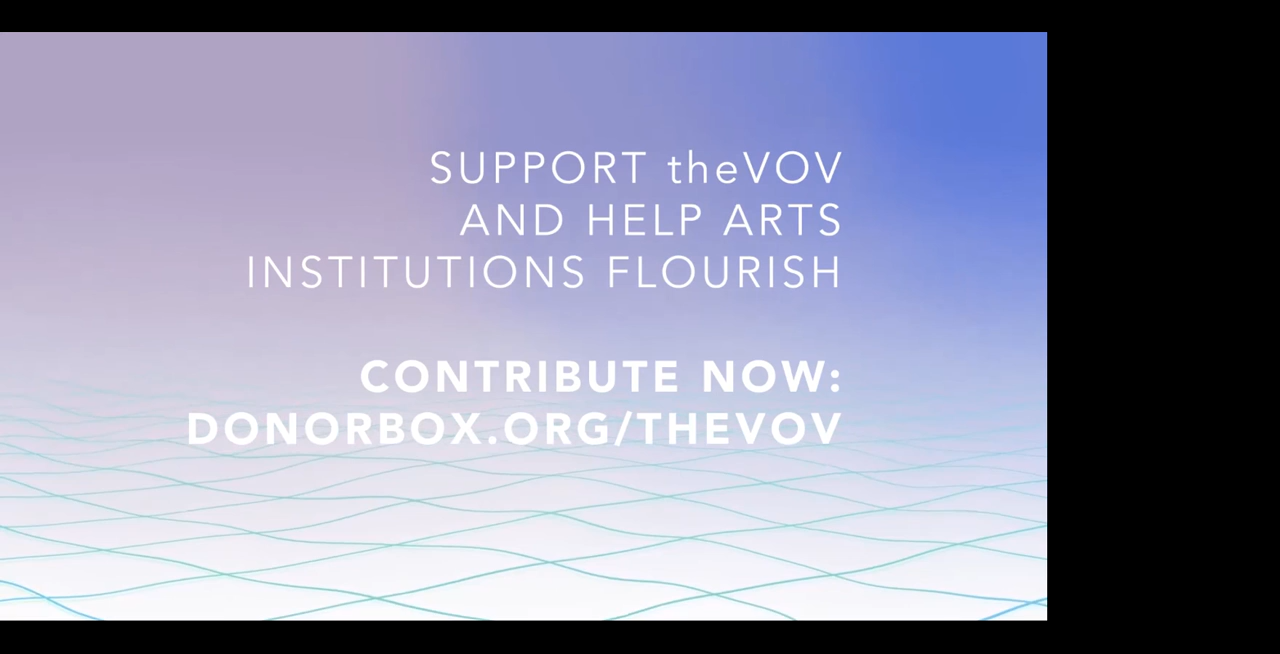 SUPPORT theVOV
AND HELP ARTS
INSTITUTIONS FLOURISH
CONTRIBUTE NOW:
DONORBOX.ORG/THEVOV